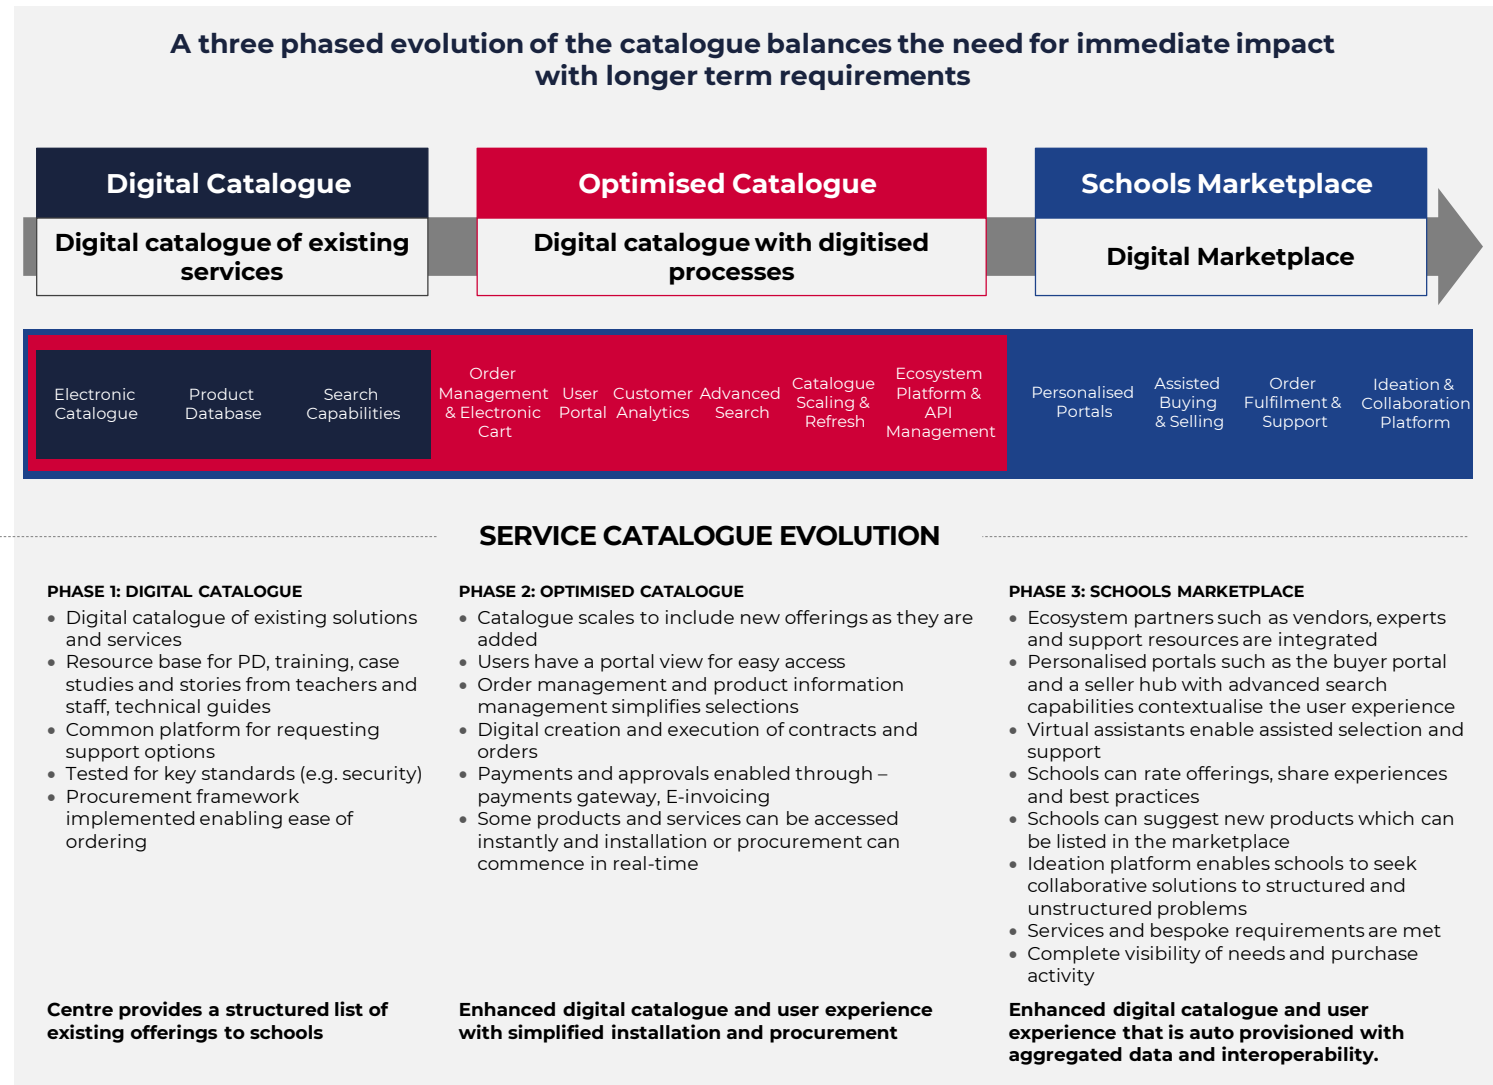 A three phased evolution of the catalogue balances the need for immediate impact
with longer term requirements
Digital Catalogue
Digital catalogue of existing
services
Optimised Catalogue
Digital catalogue with digitised
processes
Schools Marketplace
Digital Marketplace
Electronic
Catalogue
Product
Database
Search
Capabilities
Order
Management
& Electronic
Cart
User
Portal
Customer
Analytics
Advanced
Search
Catalogue
Scaling &
Refresh
Ecosystem
Platform &
API
Management
Personalised
Portals
Assisted
Buying
& Selling
Order
Fulfilment &
Support
Ideation &
Collaboration
Platform
SERVICE CATALOGUE EVOLUTION
PHASE 1: DIGITAL CATALOGUE
• Digital catalogue of existing solutions
and services
• Resource base for PD, training, case
studies and stories from teachers and
staff, technical guides
• Common platform for requesting
support options
• Tested for key standards (e.g. security)
• Procurement framework
implemented enabling ease of
ordering
Centre provides a structured list of
existing offerings to schools
PHASE 2: OPTIMISED CATALOGUE
• Catalogue scales to include new offerings as they are
added
• Users have a portal view for easy access
• Order management and product information
management simplifies selections
• Digital creation and execution of contracts and
orders
• Payments and approvals enabled through –
payments gateway, E-invoicing
• Some products and services can be accessed
instantly and installation or procurement can
commence in real-time
Enhanced digital catalogue and user experience
with simplified installation and procurement
PHASE 3: SCHOOLS MARKETPLACE
• Ecosystem partners such as vendors, experts
and support resources are integrated
• Personalised portals such as the buyer portal
and a seller hub with advanced search
capabilities contextualise the user experience
• Virtual assistants enable assisted selection and
support
• Schools can rate offerings, share experiences
and best practices
• Schools can suggest new products which can
be listed in the marketplace
• Ideation platform enables schools to seek
collaborative solutions to structured and
unstructured problems
• Services and bespoke requirements are met
• Complete visibility of needs and purchase
activity
Enhanced digital catalogue and user
experience that is auto provisioned with
aggregated data and interoperability.